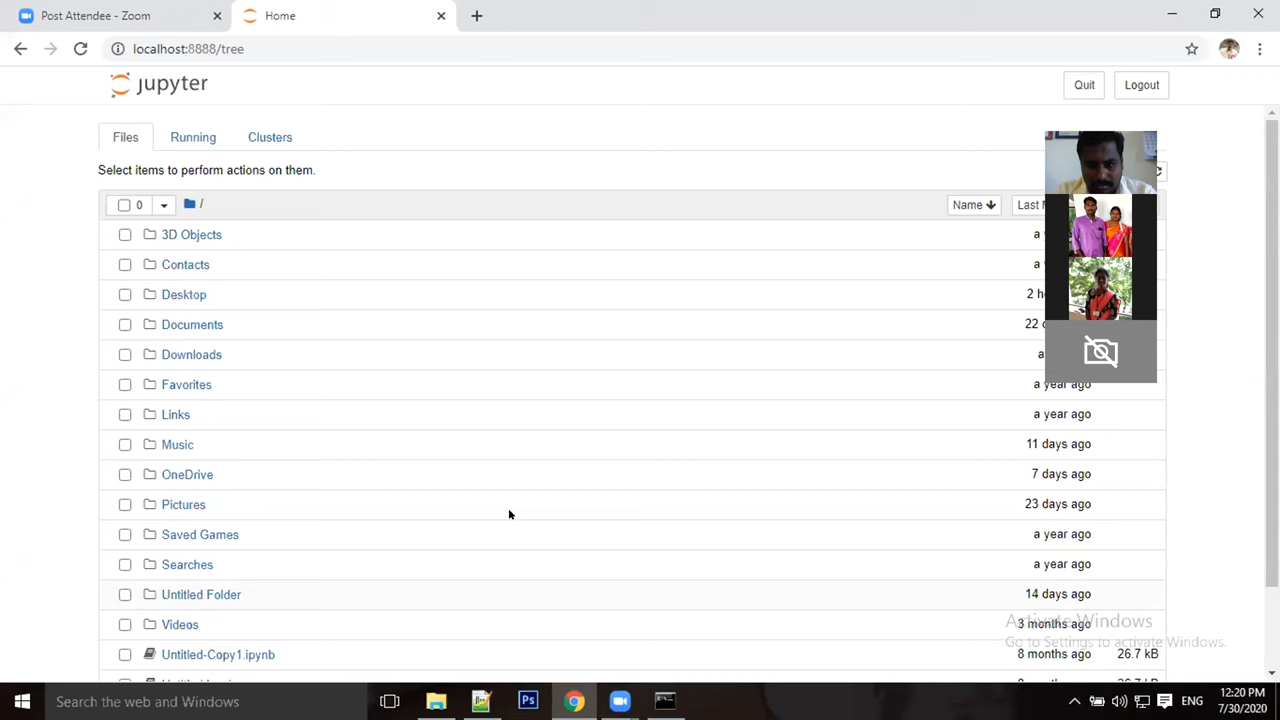 Post Attendee - Zoom
Home
localhost:8888/tree
jupyter
Quit
Logout
Files
Running
Clusters
Select items to perform actions on them.
0
/
Name
Last
3D Objects
a
Contacts
a
Desktop
2
Documents
22
Downloads
a
Favorites
a year ago
Links
a year ago
Music
11 days ago
OneDrive
7 days ago
Pictures
23 days ago
Saved Games
a year ago
Searches
a year ago
Untitled Folder
14 days ago
Videos
3 months ago
Activate Windows
Go to Settings to activate Windows.
Untitled-Copy1.ipynb
8 months ago
26.7 kB
Search the web and Windows
Ps
ENG
12:20 PM
7/30/2020